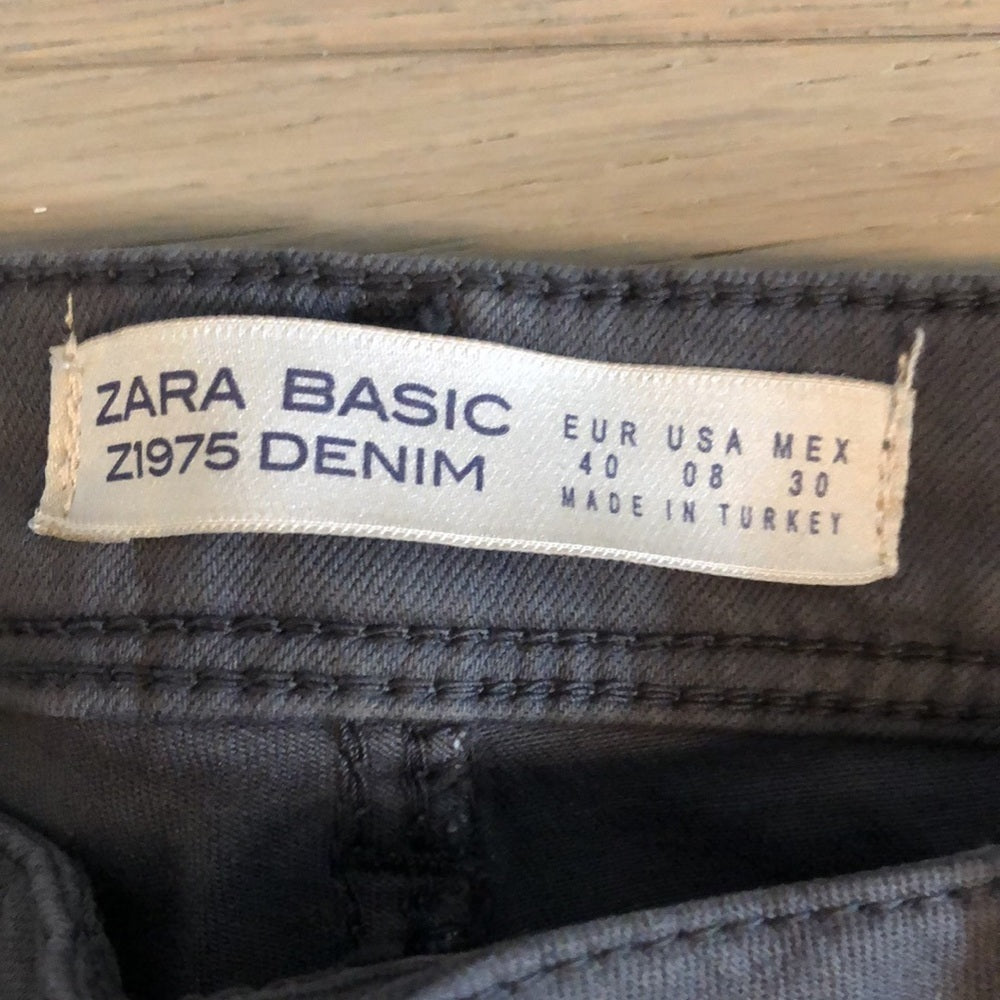 ZARA BASIC
Z1975 DENIM
EUR USA MEX
40 08 30
MADE IN TURKEY